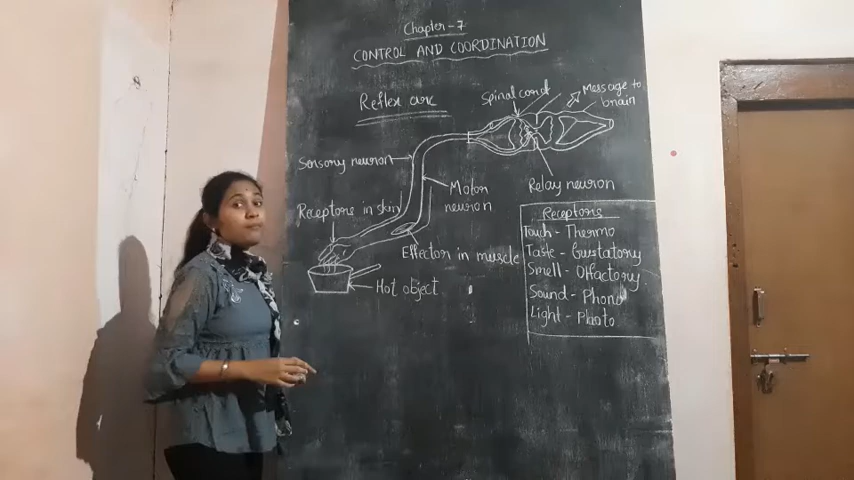 Chapter-7
CONTROL AND COORDINATION
Reflex arc
Spinal cord
Message to
brain
Sensory neuron
Motor
neuron
Relay neuron
Receptors in skin
Effector in muscle
Hot object
Receptors
Touch - Thermo
Taste - Gustatory
Smell - Olfactory
Sound - Phono
Light - Photo